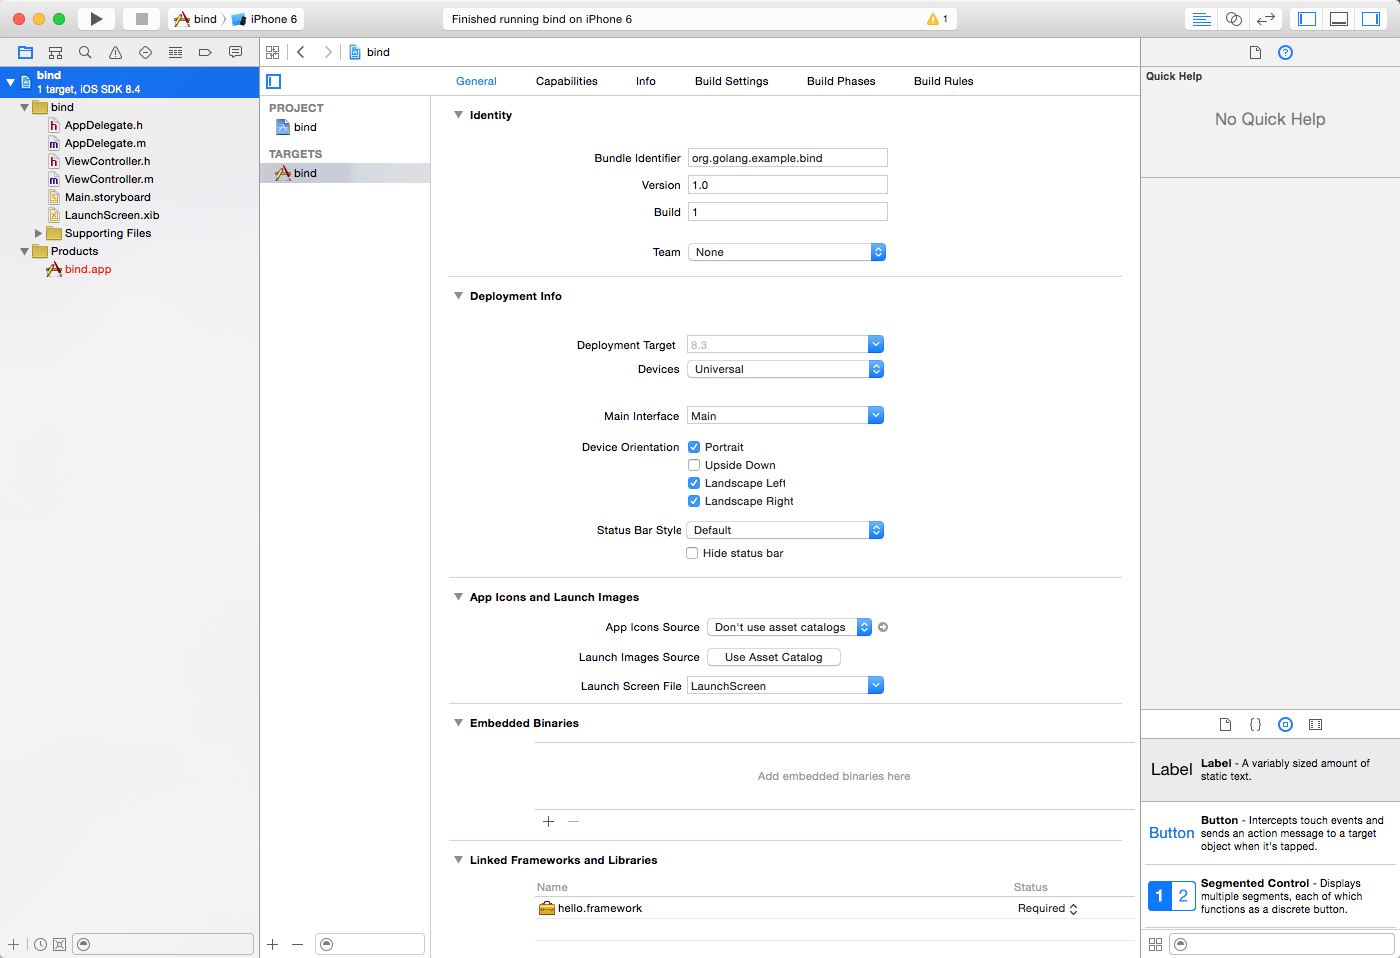 bind
iPhone 6
Finished running bind on iPhone 6
1
bind
bind
1 target, iOS SDK 8.4
bind
AppDelegate.h
AppDelegate.m
ViewController.h
ViewController.m
Main.storyboard
LaunchScreen.xib
Supporting Files
Products
bind.app
General
Capabilities
Info
Build Settings
Build Phases
Build Rules
PROJECT
bind
TARGETS
bind
Identity
Bundle Identifier org.golang.example.bind
Version 1.0
Build 1
Team None
Deployment Info
Deployment Target 8.3
Devices Universal
Main Interface Main
Device Orientation Portrait
Upside Down
Landscape Left
Landscape Right
Status Bar Style Default
Hide status bar
App Icons and Launch Images
App Icons Source Don't use asset catalogs
Launch Images Source Use Asset Catalog
Launch Screen File LaunchScreen
Embedded Binaries
Add embedded binaries here
Linked Frameworks and Libraries
Name Status
hello.framework Required
Quick Help
No Quick Help
Label
Label - A variably sized amount of
static text.
Button
Button - Intercepts touch events and
sends an action message to a target
object when it's tapped.
1 2
Segmented Control - Displays
multiple segments, each of which
functions as a discrete button.